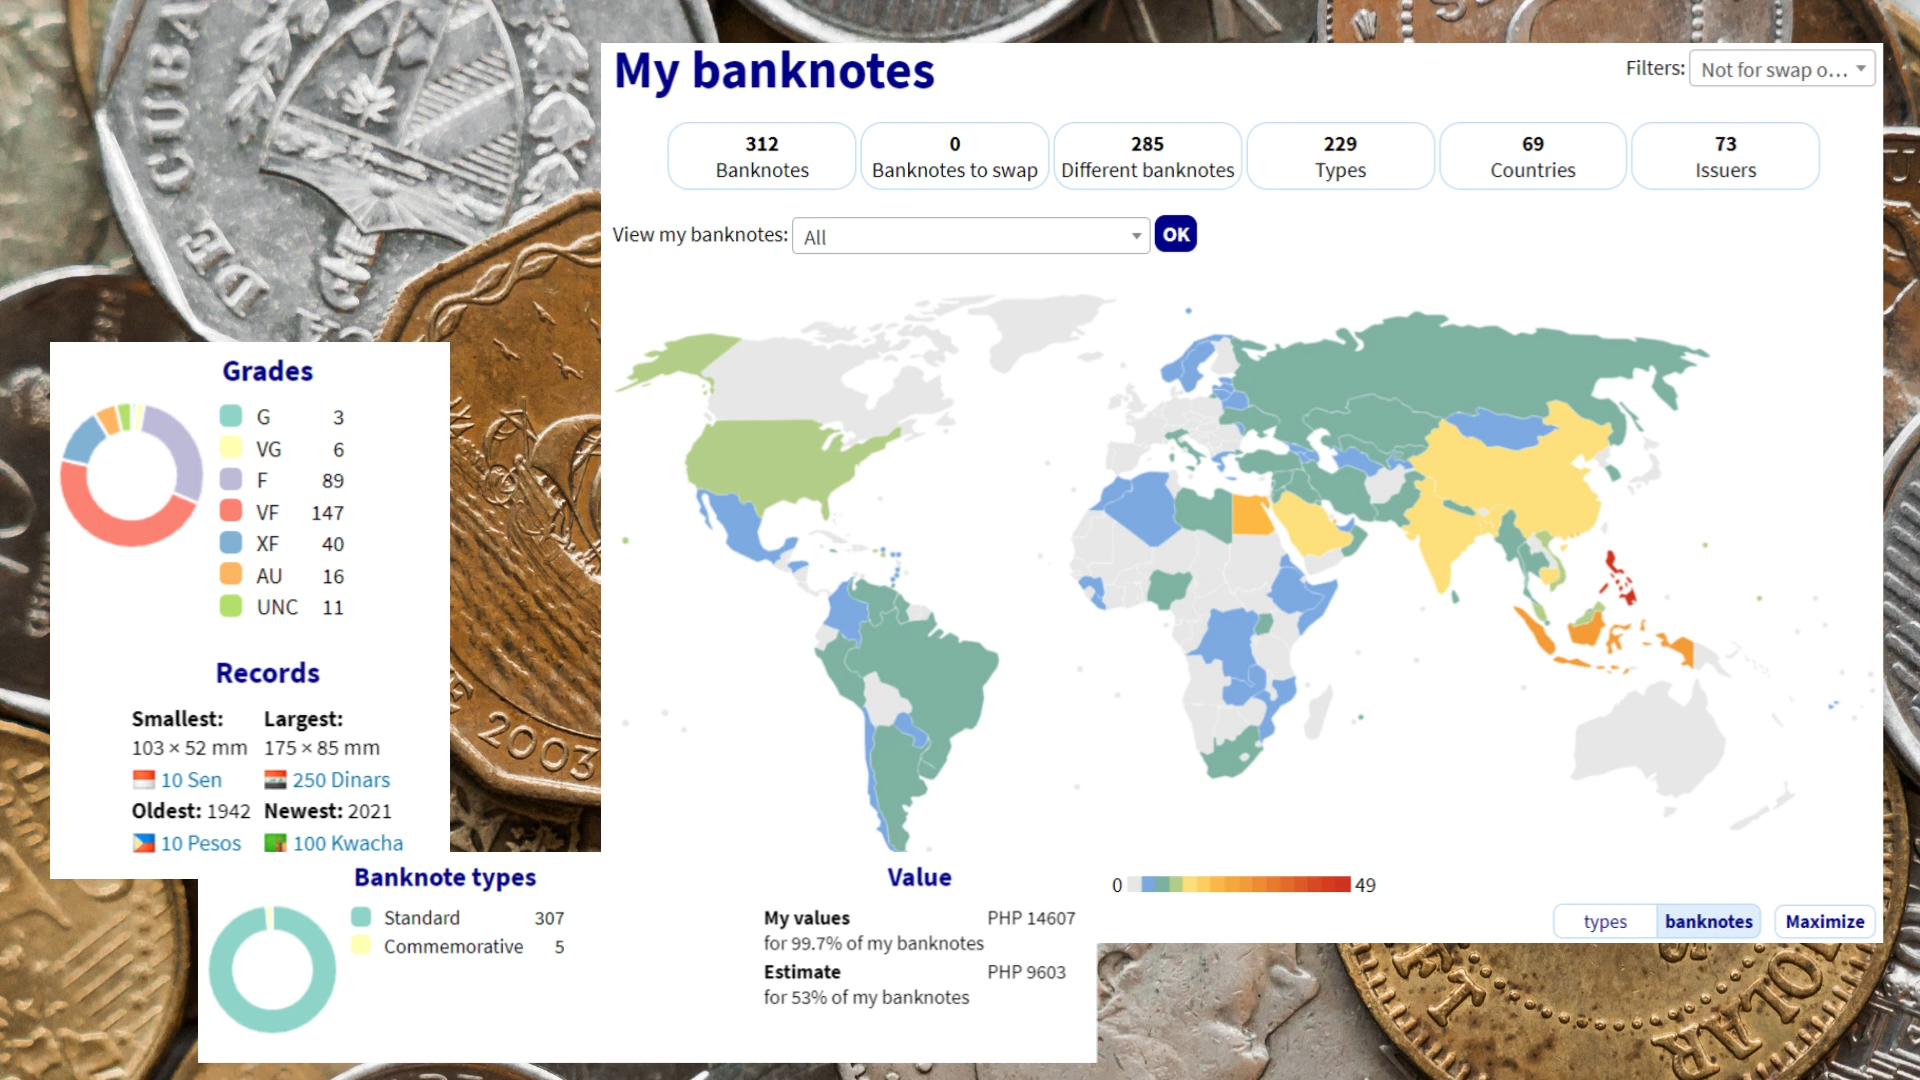 CUBA
DE
2003
My banknotes
Filters: Not for swap o...
312 Banknotes
0 Banknotes to swap
285 Different banknotes
229 Types
69 Countries
73 Issuers
View my banknotes: All OK
Grades
G 3
VG 6
F 89
VF 147
XF 40
AU 16
UNC 11
Records
Smallest: Largest:
103 × 52 mm 175 × 85 mm
10 Sen 250 Dinars
Oldest: 1942 Newest: 2021
10 Pesos 100 Kwacha
Banknote types
Standard 307
Commemorative 5
Value
My values PHP 14607
for 99.7% of my banknotes
Estimate PHP 9603
for 53% of my banknotes
0 49
types banknotes Maximize
OLAR